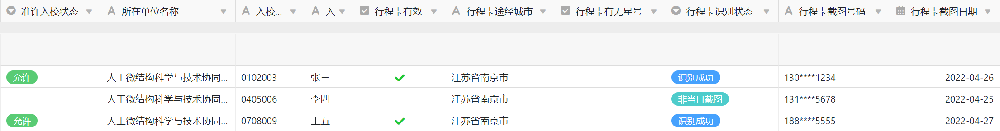 准许入校状态 所在单位名称 入校... 入 行程卡有效 行程卡途经城市 行程卡有无星号 行程卡识别状态 行程卡截图号码 行程卡截图日期
允许 人工微结构科学与技术协同... 0102003 张三 江苏省南京市 识别成功 130****1234 2022-04-26
人工微结构科学与技术协同... 0405006 李四 江苏省南京市 非当日截图 131****5678 2022-04-25
允许 人工微结构科学与技术协同... 0708009 王五 江苏省南京市 识别成功 188****5555 2022-04-27